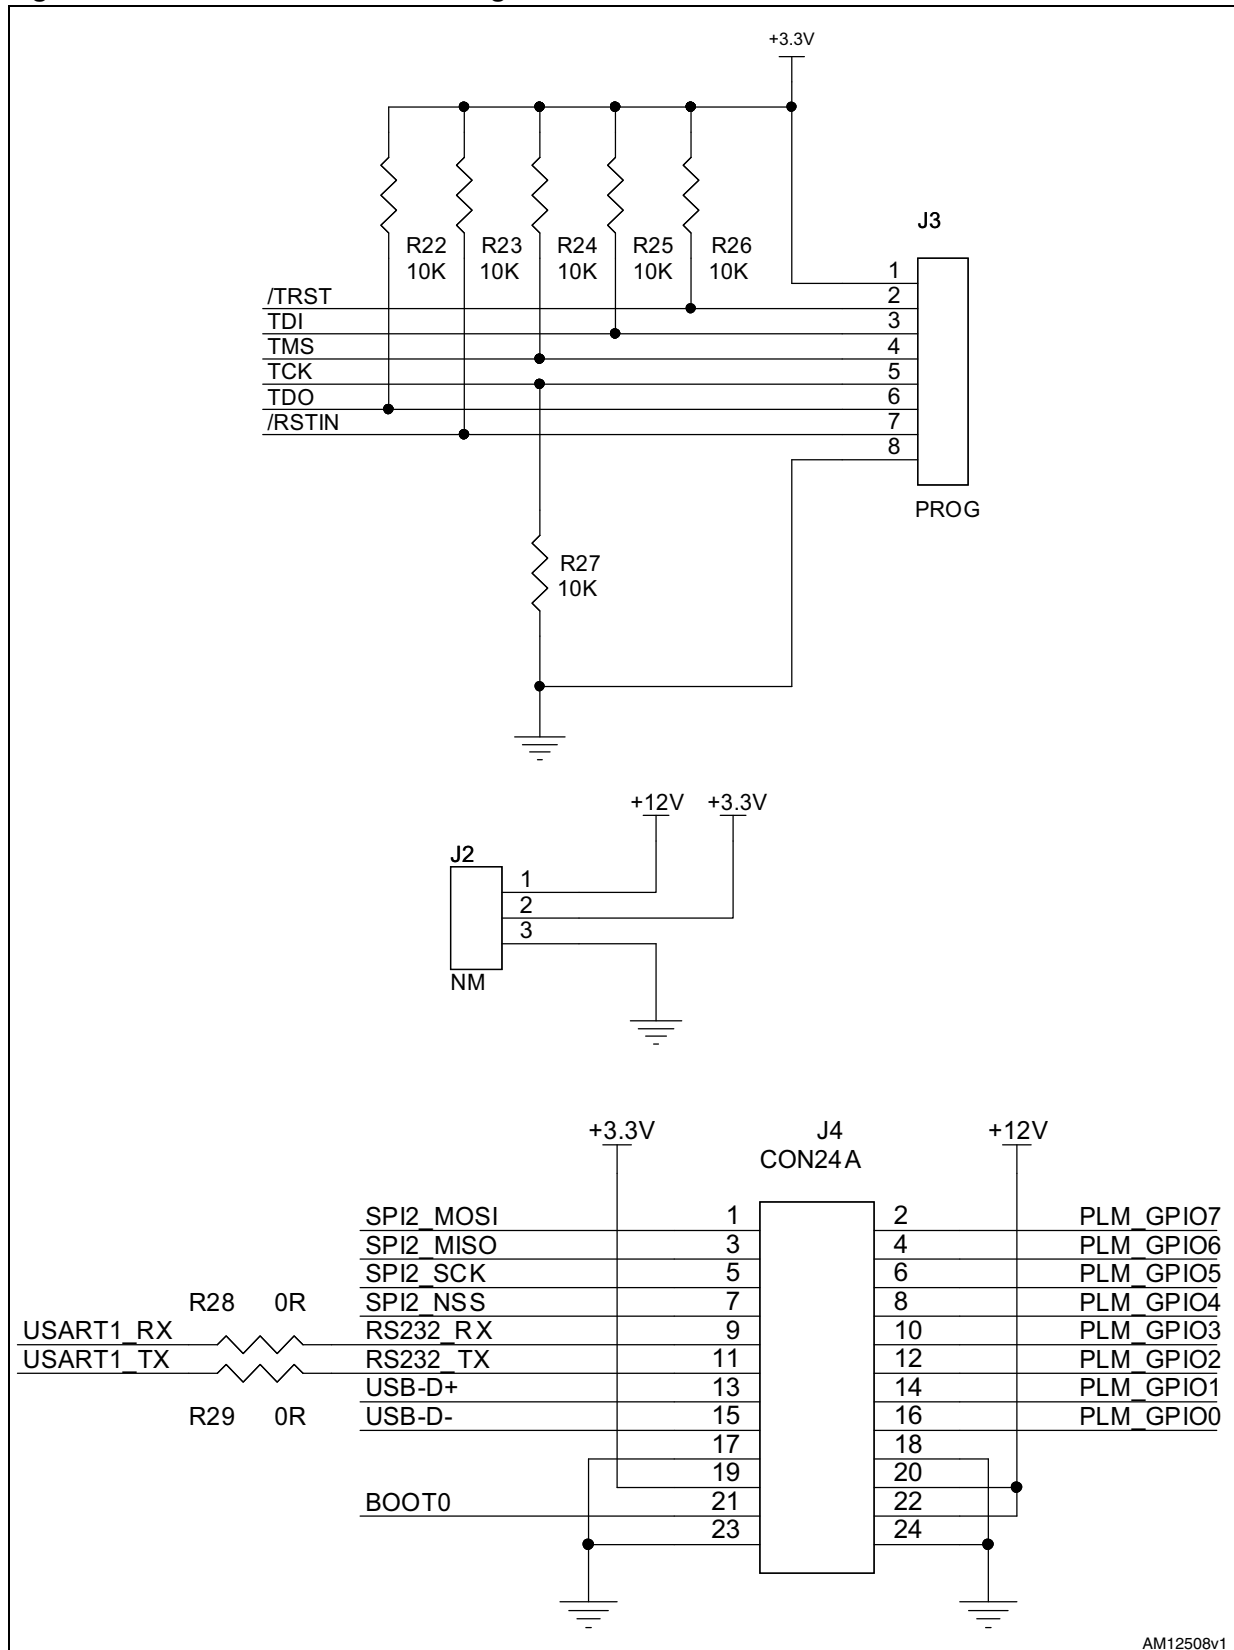 +3.3V
J3
R22 R23 R24 R25 R26
10K 10K 10K 10K 10K
1
/TRST 2
TDI 3
TMS 4
TCK 5
TDO 6
/RSTIN 7
8
PROG
R27
10K
+12V +3.3V
J2
1
2
3
NM
+3.3V J4 +12V
CON24A
SPI2_MOSI 1 2 PLM_GPIO7
SPI2_MISO 3 4 PLM_GPIO6
SPI2_SCK 5 6 PLM_GPIO5
R28 0R SPI2_NSS 7 8 PLM_GPIO4
USART1_RX RS232_RX 9 10 PLM_GPIO3
USART1_TX RS232_TX 11 12 PLM_GPIO2
USB-D+ 13 14 PLM_GPIO1
R29 0R USB-D- 15 16 PLM_GPIO0
17 18
19 20
BOOT0 21 22
23 24
AM12508v1